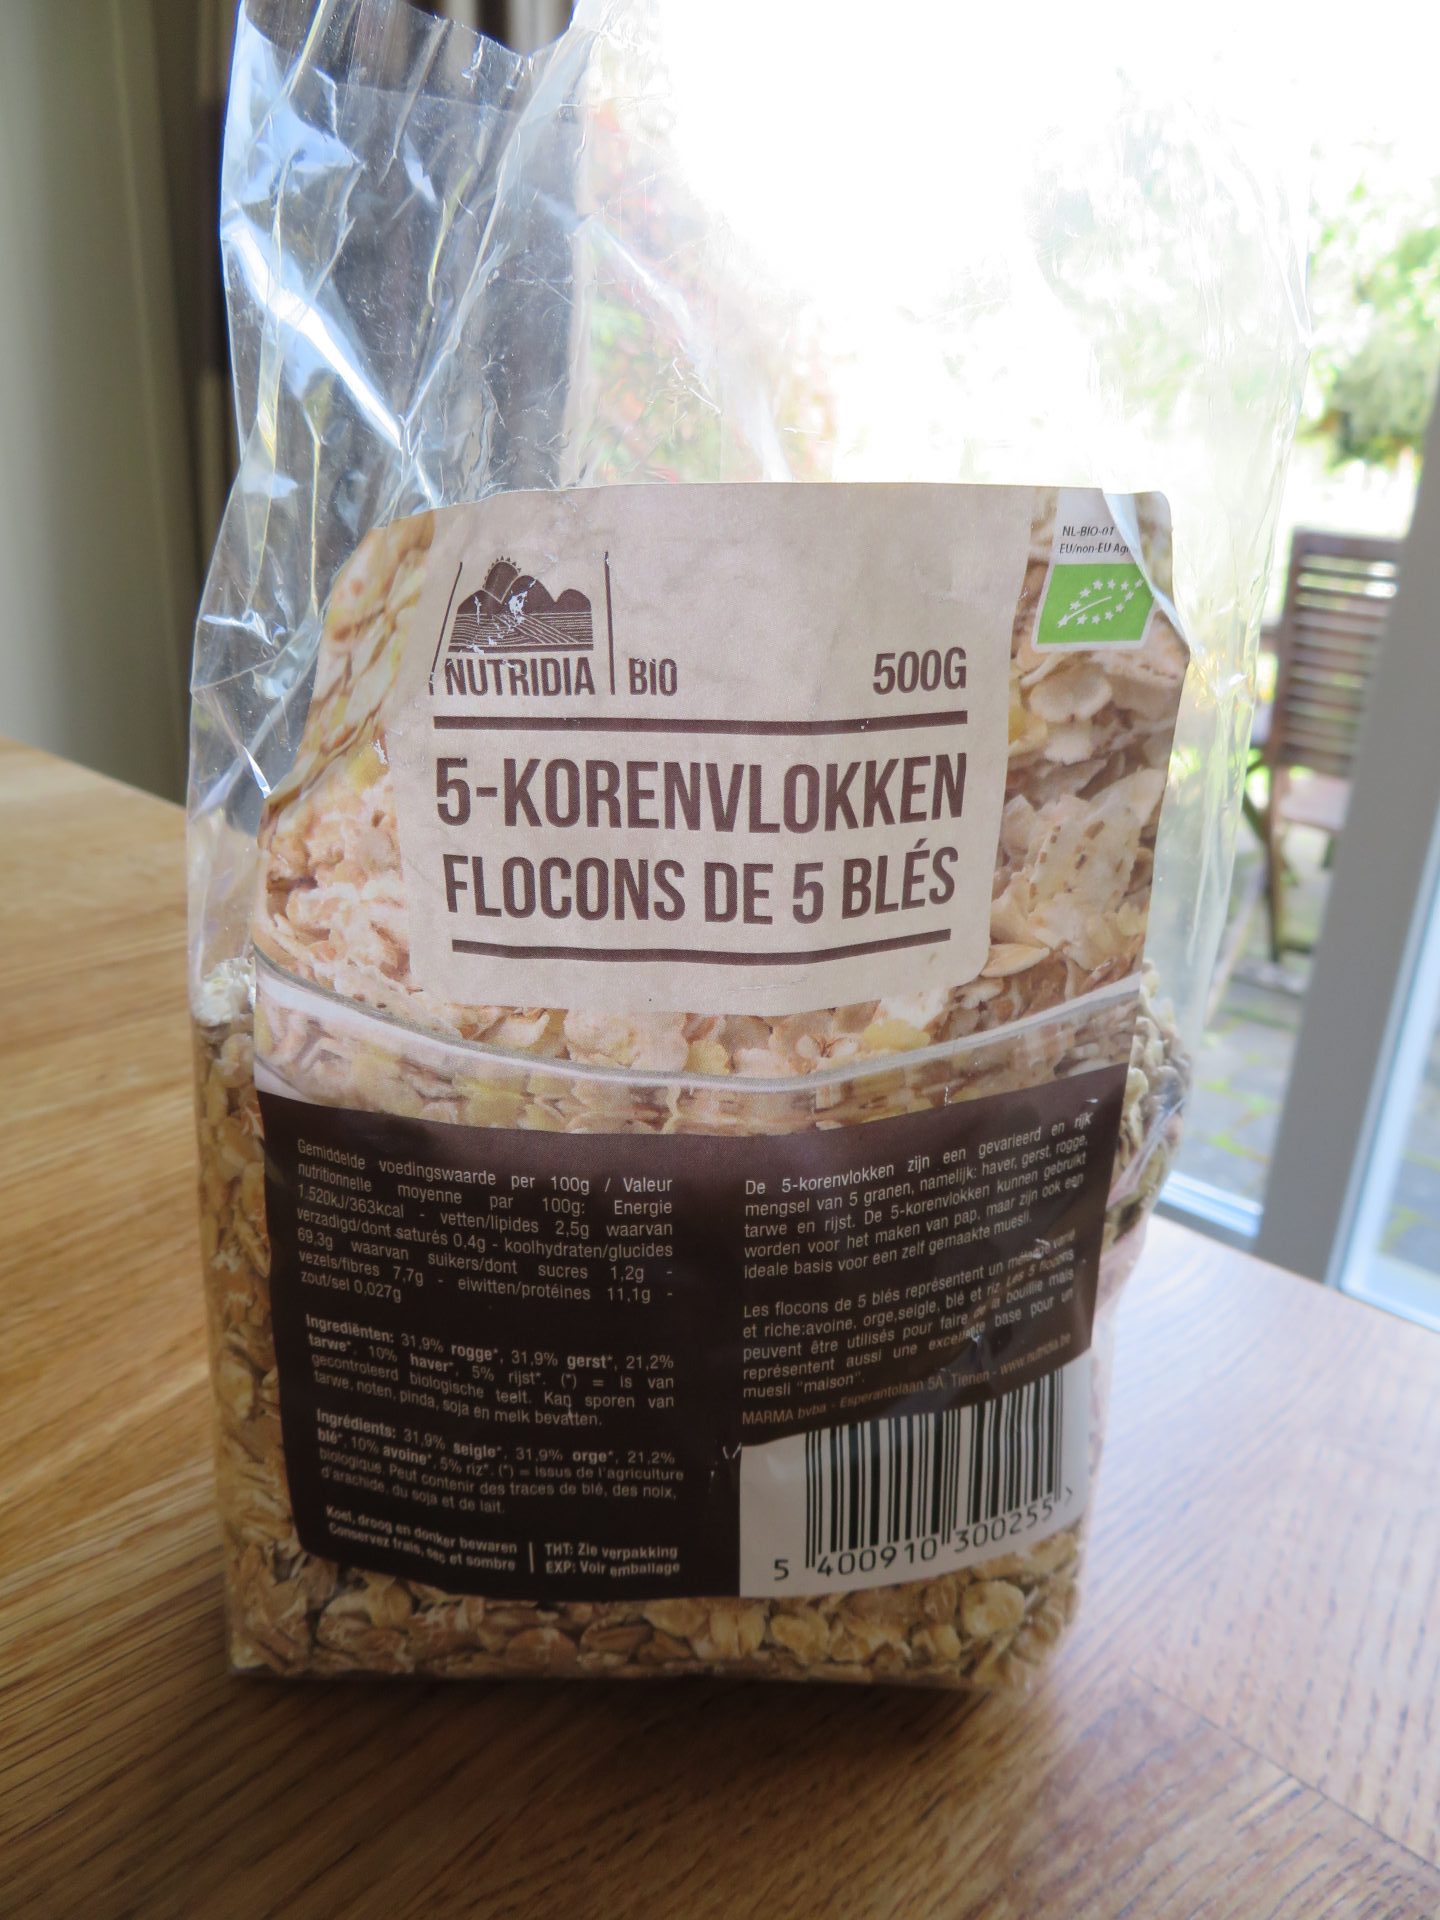 NL-BIO-01
EU/non-EU
NUTRIDIA BIO
500G
5-KORENVLOKKEN
FLOCONS DE 5 BLÉS
Gemiddelde voedingswaarde per 100g / Valeur
nutritionnelle moyenne par 100g: Energie
1.520kJ/363kcal - vetten/lipides 2,5g waarvan
verzadigd/dont saturés 0,4g - koolhydraten/glucides
69,3g waarvan suikers/dont sucres 1,2g -
vezels/fibres 7,7g - eiwitten/protéines 11,1g -
zout/sel 0,027g
Ingrediënten: 31,9% rogge*, 31,9% gerst*, 21,2%
tarwe*, 10% haver*, 5% rijst*. (*) = is van
gecontroleerd biologische teelt. Kan sporen van
tarwe, noten, pinda, soja en melk bevatten.
Ingrédients: 31,9% seigle*, 31,9% orge*, 21,2%
blé*, 10% avoine*, 5% riz*. (*) = issus de l'agriculture
biologique. Peut contenir des traces de blé, des noix,
d'arachide, du soja et de lait.
Koel, droog en donker bewaren
Conservez frais, sec et sombre
THT: Zie verpakking
EXP: Voir emballage
De 5-korenvlokken zijn een gevarieerd en rijk
mengsel van 5 granen, namelijk: haver, gerst, rogge,
tarwe en rijst. De 5-korenvlokken kunnen gebruikt
worden voor het maken van pap, maar zijn ook een
ideale basis voor een zelf gemaakte muesli.
Les flocons de 5 blés représentent un mélange varié
et riche:avoine, orge,seigle, blé et riz. Les 5 flocons
peuvent être utilisés pour faire de la bouillie mais
représentent aussi une excellente base pour un
muesli "maison".
MARMA bvba - Esperantolaan 5A, Tienen - www.nutridia.be
5 400910 300255 >